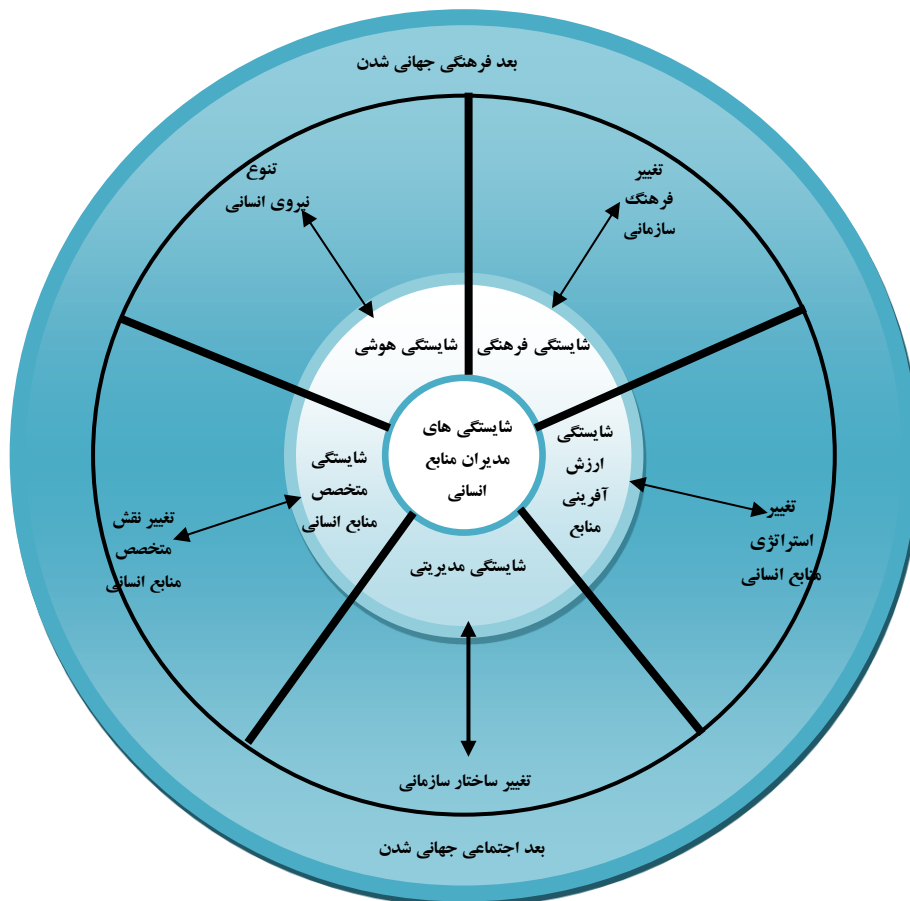 بعد فرهنگی جهانی شدن
تغییر
فرهنگ
سازمانی
تنوع
نیروی انسانی
شایستگی فرهنگی
شایستگی هوشی
شایستگی های
مدیران منابع
انسانی
شایستگی
ارزش
آفرینی
منابع
شایستگی
متخصص
منابع انسانی
تغییر
استراتژی
منابع انسانی
تغییر نقش
متخصص
منابع انسانی
شایستگی مدیریتی
تغییر ساختار سازمانی
بعد اجتماعی جهانی شدن